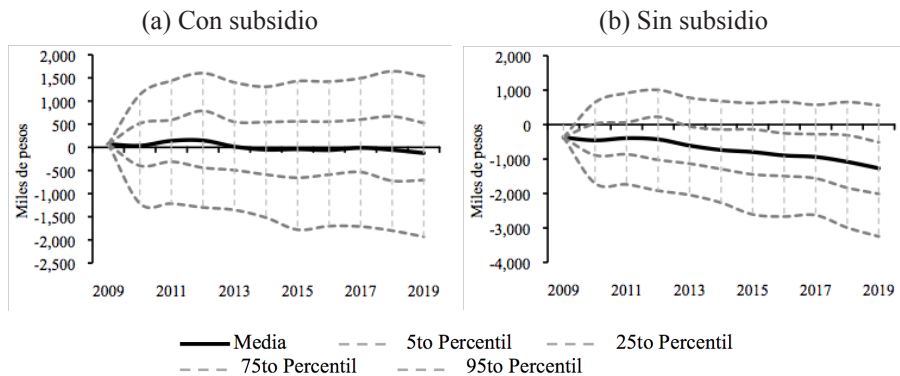 (a) Con subsidio
(b) Sin subsidio
Miles de pesos
2,000
1,500
1,000
500
0
-500
-1,000
-1,500
-2,000
-2,500
2009 2011 2013 2015 2017 2019
Miles de pesos
2,000
1,000
0
-1,000
-2,000
-3,000
-4,000
2009 2011 2013 2015 2017 2019
Media 5to Percentil 25to Percentil
75to Percentil 95to Percentil